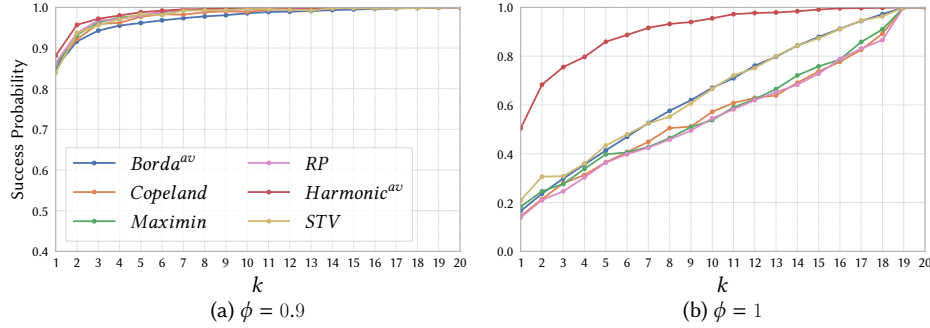 1.0
0.9
0.8
0.7
0.6
0.5
0.4
Success Probability
Borda^av
Copeland
Maximin
RP
Harmonic^av
STV
1 2 3 4 5 6 7 8 9 10 11 12 13 14 15 16 17 18 19 20
k
(a) ϕ = 0.9
1.0
0.8
0.6
0.4
0.2
0.0
1 2 3 4 5 6 7 8 9 10 11 12 13 14 15 16 17 18 19 20
k
(b) ϕ = 1